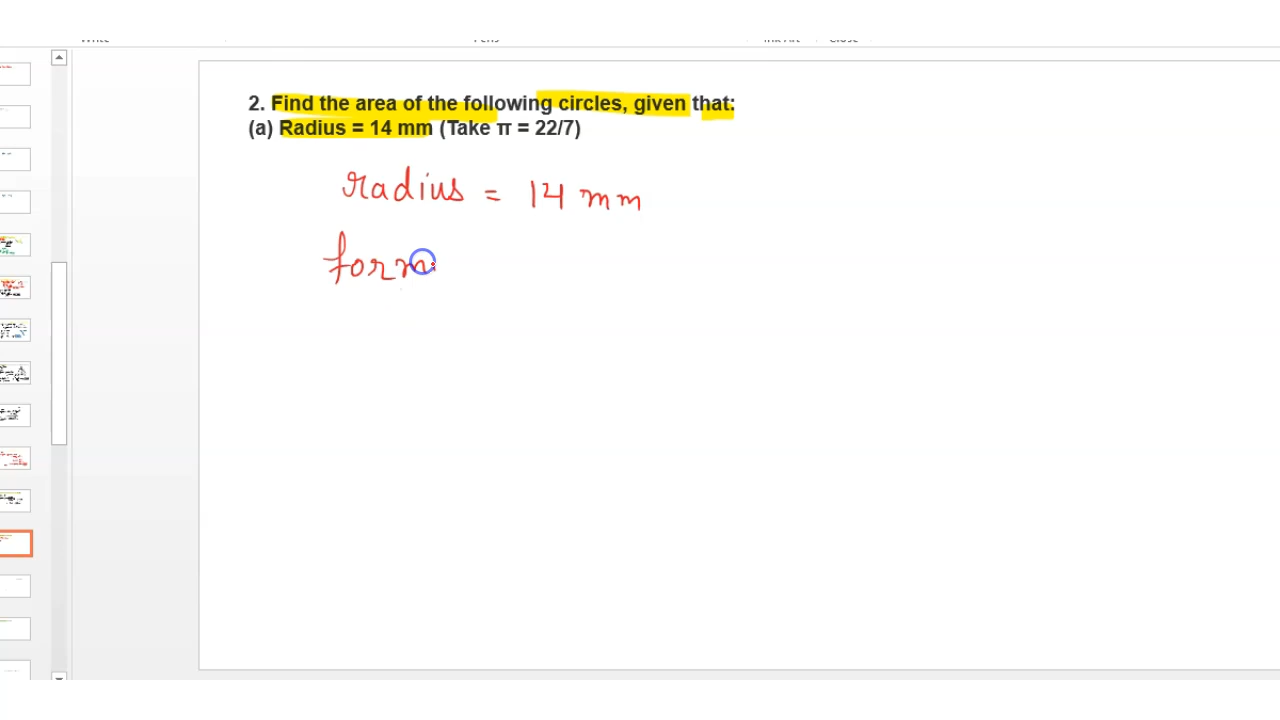 2. Find the area of the following circles, given that:
(a) Radius = 14 mm (Take π = 22/7)
radius = 14 mm
form